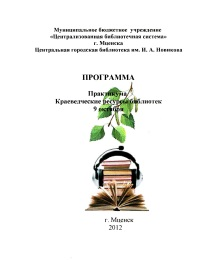 Муниципальное бюджетное учреждение
«Централизованная библиотечная система»
г. Мценска
Центральная городская библиотека им. И. А. Новикова
ПРОГРАММА
Практикума
Краеведческие ресурсы библиотек
9 октября
г. Мценск
2012